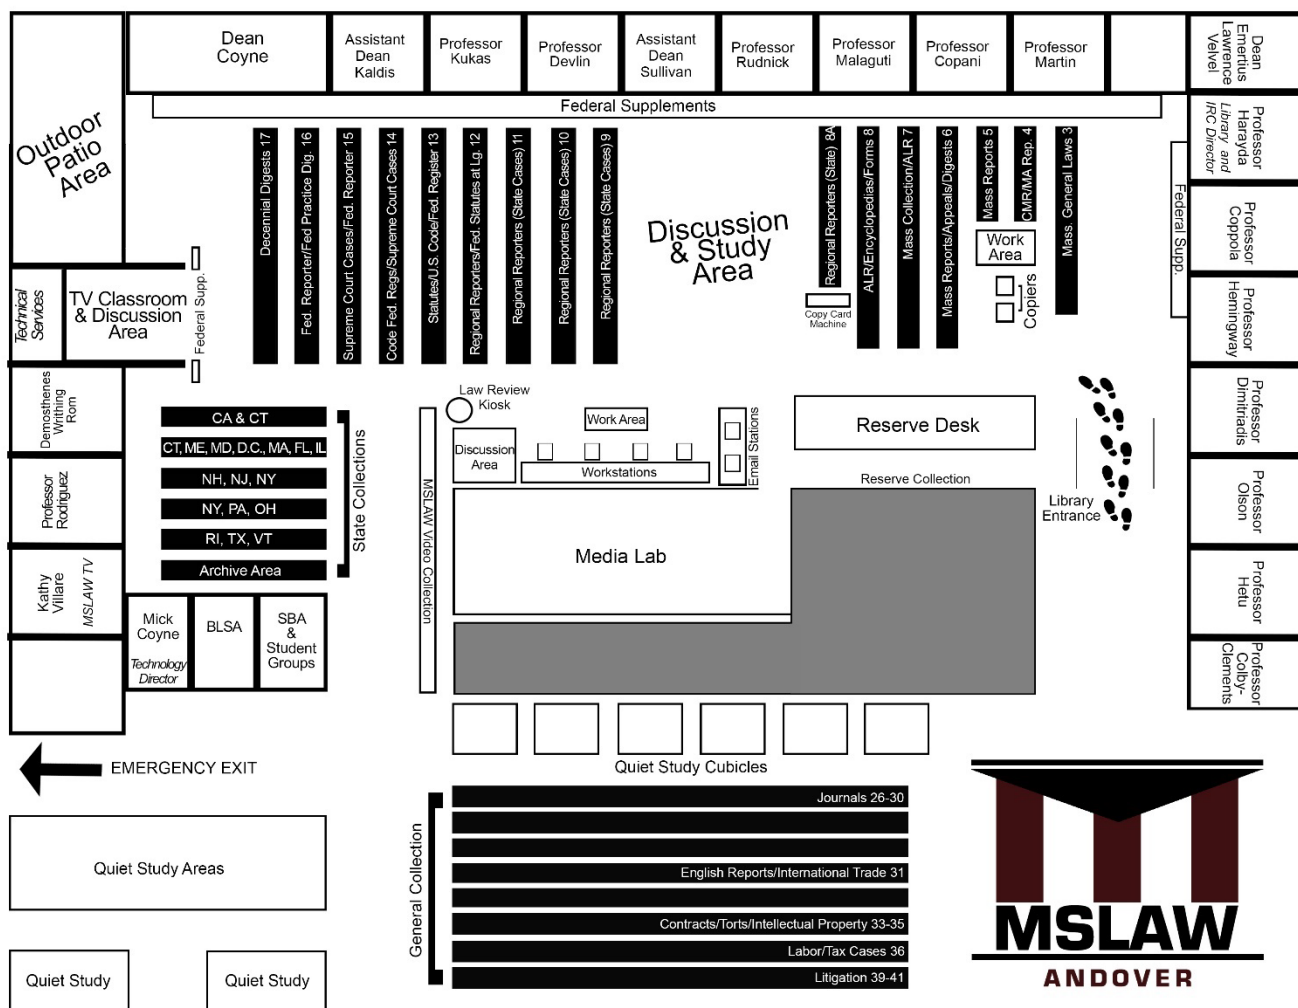 Dean
Coyne
Assistant
Dean
Kaldis
Professor
Kukas
Professor
Devlin
Assistant
Dean
Sullivan
Professor
Rudnick
Professor
Malaguti
Professor
Copani
Professor
Martin
Dean
Emertius
Lawrence
Velvel
Federal Supplements
Outdoor
Patio
Area
Decennial Digests 17
Fed. Reporter/Fed Practice Dig. 16
Supreme Court Cases/Fed. Reporter 15
Code Fed. Regs/Supreme Court Cases 14
Statutes/U.S. Code/Fed. Register 13
Regional Reporters/Fed. Statutes at Lg. 12
Regional Reporters (State Cases) 11
Regional Reporters (State Cases) 10
Regional Reporters (State Cases) 9
Discussion
& Study
Area
Regional Reporters (State) 8A
ALR/Encyclopedias/Forms 8
Mass Collection/ALR 7
Mass Reports/Appeals/Digests 6
Mass Reports 5
CMR/MA Rep. 4
Mass. General Laws 3
Work
Area
Copiers
Copy Card
Machine
Federal Supp.
Professor
Harayda
Library and
IRC Director
Professor
Coppola
Professor
Hemingway
Professor
Dimitriadis
Professor
Olson
Professor
Hetu
Professor
Colby-
Clements
Technical
Services
TV Classroom
& Discussion
Area
Federal Supp.
Demosthenes
Writhing
Rom
Professor
Rodriguez
Kathy
Villare
MSLAW TV
CA & CT
CT, ME, MD, D.C., MA, FL, IL
NH, NJ, NY
NY, PA, OH
RI, TX, VT
Archive Area
State Collections
Mick
Coyne
Technology
Director
BLSA
SBA
&
Student
Groups
MSLAW Video Collection
Law Review
Kiosk
Discussion
Area
Work Area
Workstations
Email Stations
Reserve Desk
Reserve Collection
Library
Entrance
Media Lab
Quiet Study Cubicles
EMERGENCY EXIT
Quiet Study Areas
Quiet Study
Quiet Study
General Collection
Journals 26-30
English Reports/International Trade 31
Contracts/Torts/Intellectual Property 33-35
Labor/Tax Cases 36
Litigation 39-41
MSLAW
ANDOVER